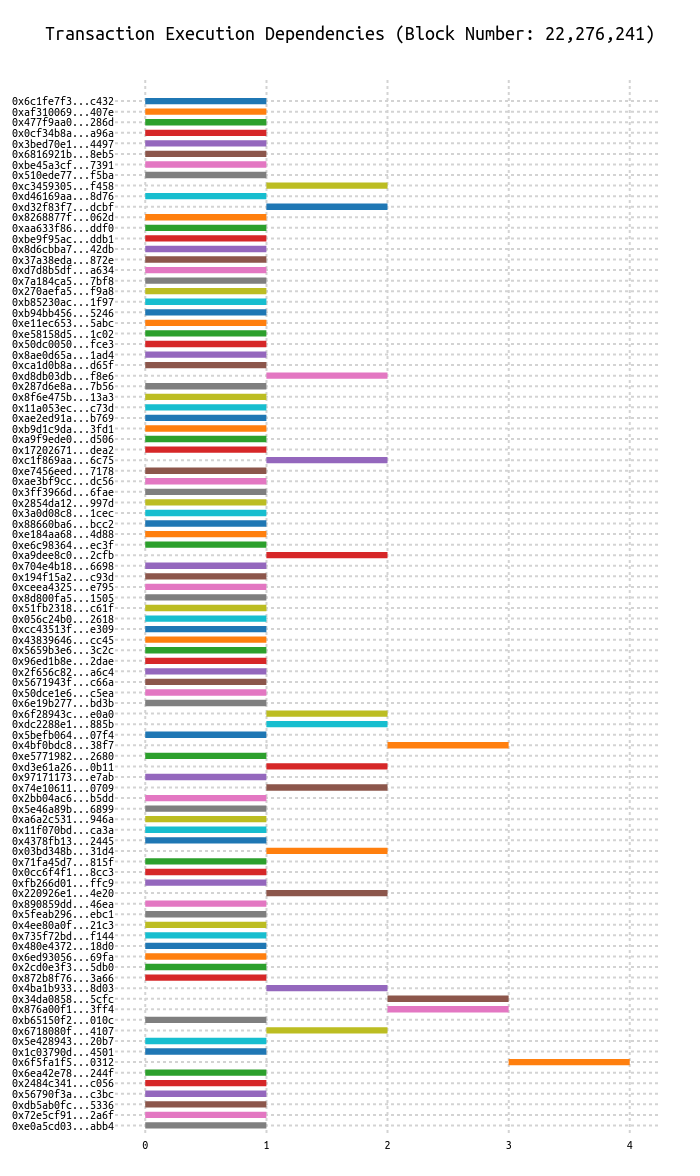 Transaction Execution Dependencies (Block Number: 22,276,241)
0x6c1fe7f3...c432
0xaf310069...407e
0x477f9aa0...286d
0x0cf34b8a...a96a
0x3bed70e1...4497
0x6816921b...8eb5
0xbe45a3cf...7391
0x510ede77...f5ba
0xc3459305...f458
0xd46169aa...8d76
0xd32f83f7...dcbf
0x8268877f...062d
0xaa633f86...ddf0
0xbe9f95ac...ddb1
0x8d6cbba7...42db
0x37a38eda...872e
0xd7d8b5df...a634
0x7a184ca5...7bf8
0x270aefa5...f9a8
0xb85230ac...1f97
0xb94bb456...5246
0xe11ec653...5abc
0xe58158d5...1c02
0x50dc0050...fce3
0x8ae0d65a...1ad4
0xca1d0b8a...d65f
0xd8db03db...f8e6
0x287d6e8a...7b56
0x8f6e475b...13a3
0x11a053ec...c73d
0xae2ed91a...b769
0xb9d1c9da...3fd1
0xa9f9ede0...d506
0x17202671...dea2
0xc1f869aa...6c75
0xe7456eed...7178
0xae3bf9cc...dc56
0x3ff3966d...6fae
0x2854da12...997d
0x3a0d08c8...1cec
0x88660ba6...bcc2
0xe184aa68...4d88
0xe6c98364...ec3f
0xa9dee8c0...2cfb
0x704e4b18...6698
0x194f15a2...c93d
0xceea4325...e795
0x8d800fa5...1505
0x51fb2318...c61f
0x056c24b0...2618
0xcc43513f...e309
0x43839646...cc45
0x5659b3e6...3c2c
0x96ed1b8e...2dae
0x2f656c82...a6c4
0x5671943f...c66a
0x50dce1e6...c5ea
0x6e19b277...bd3b
0x6f28943c...e0a0
0xdc2288e1...885b
0x5befb064...07f4
0x4bf0bdc8...38f7
0xe5771982...2680
0xd3e61a26...0b11
0x97171173...e7ab
0x74e10611...0709
0x2bb04ac6...b5dd
0x5e46a89b...6899
0xa6a2c531...946a
0x11f070bd...ca3a
0x4378fb13...2445
0x03bd348b...31d4
0x71fa45d7...815f
0x0cc6f4f1...8cc3
0xfb266d01...ffc9
0x220926e1...4e20
0x890859dd...46ea
0x5feab296...ebc1
0x4ee80a0f...21c3
0x735f72bd...f144
0x480e4372...18d0
0x6ed93056...69fa
0x2cd0e3f3...5db0
0x872b8f76...3a66
0x4ba1b933...8d03
0x34da0858...5cfc
0x876a00f1...3ff4
0xb65150f2...010c
0x6718080f...4107
0x5e428943...20b7
0x1c03790d...4501
0x6f5fa1f5...0312
0x6ea42e78...244f
0x2484c341...c056
0x56790f3a...c3bc
0xdb5ab0fc...5336
0x72e5cf91...2a6f
0xe0a5cd03...abb4
0 1 2 3 4